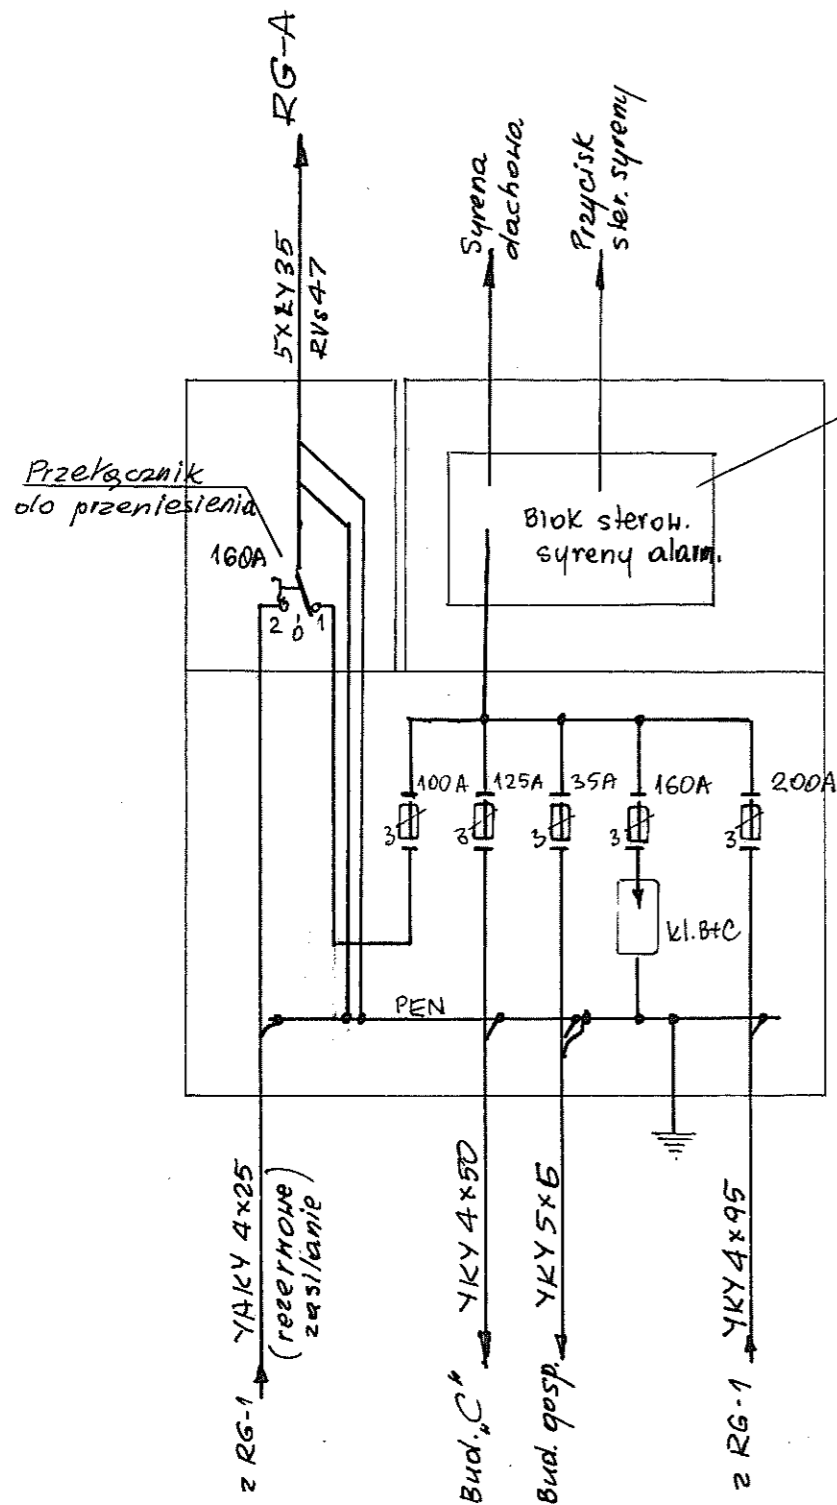 RG-A
5xLY35
RVs47
Syrena
dachowa.
Przycisk
ster. syreny
Przełącznik
do przeniesienia
160A
2 0 1
Blok sterow.
syreny alarm.
100A
125A
35A
160A
200A
3
3
3
3
3
kl.B+C
PEN
z RG-1 YAKY 4x25
(rezerwowe
zasilanie)
Bud. „C" YKY 4x50
Bud. gosp. YKY 5x6
z RG-1 YKY 4x95